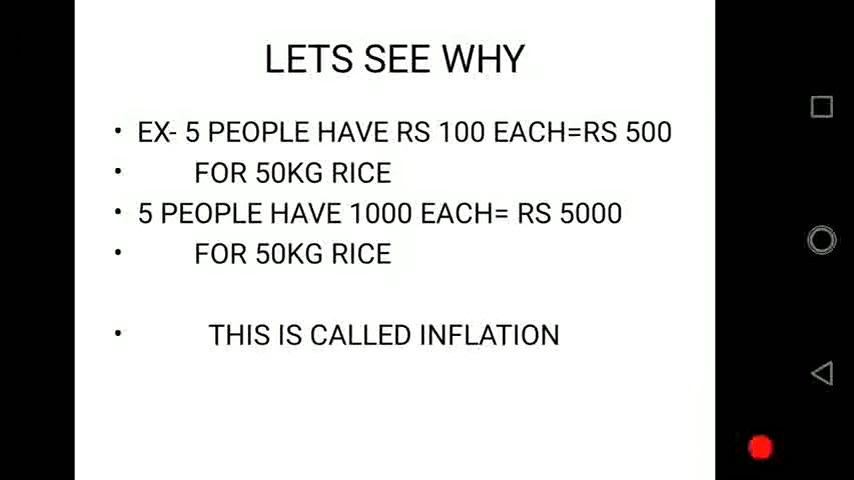 LETS SEE WHY
• EX- 5 PEOPLE HAVE RS 100 EACH=RS 500
• FOR 50KG RICE
• 5 PEOPLE HAVE 1000 EACH= RS 5000
• FOR 50KG RICE
• THIS IS CALLED INFLATION